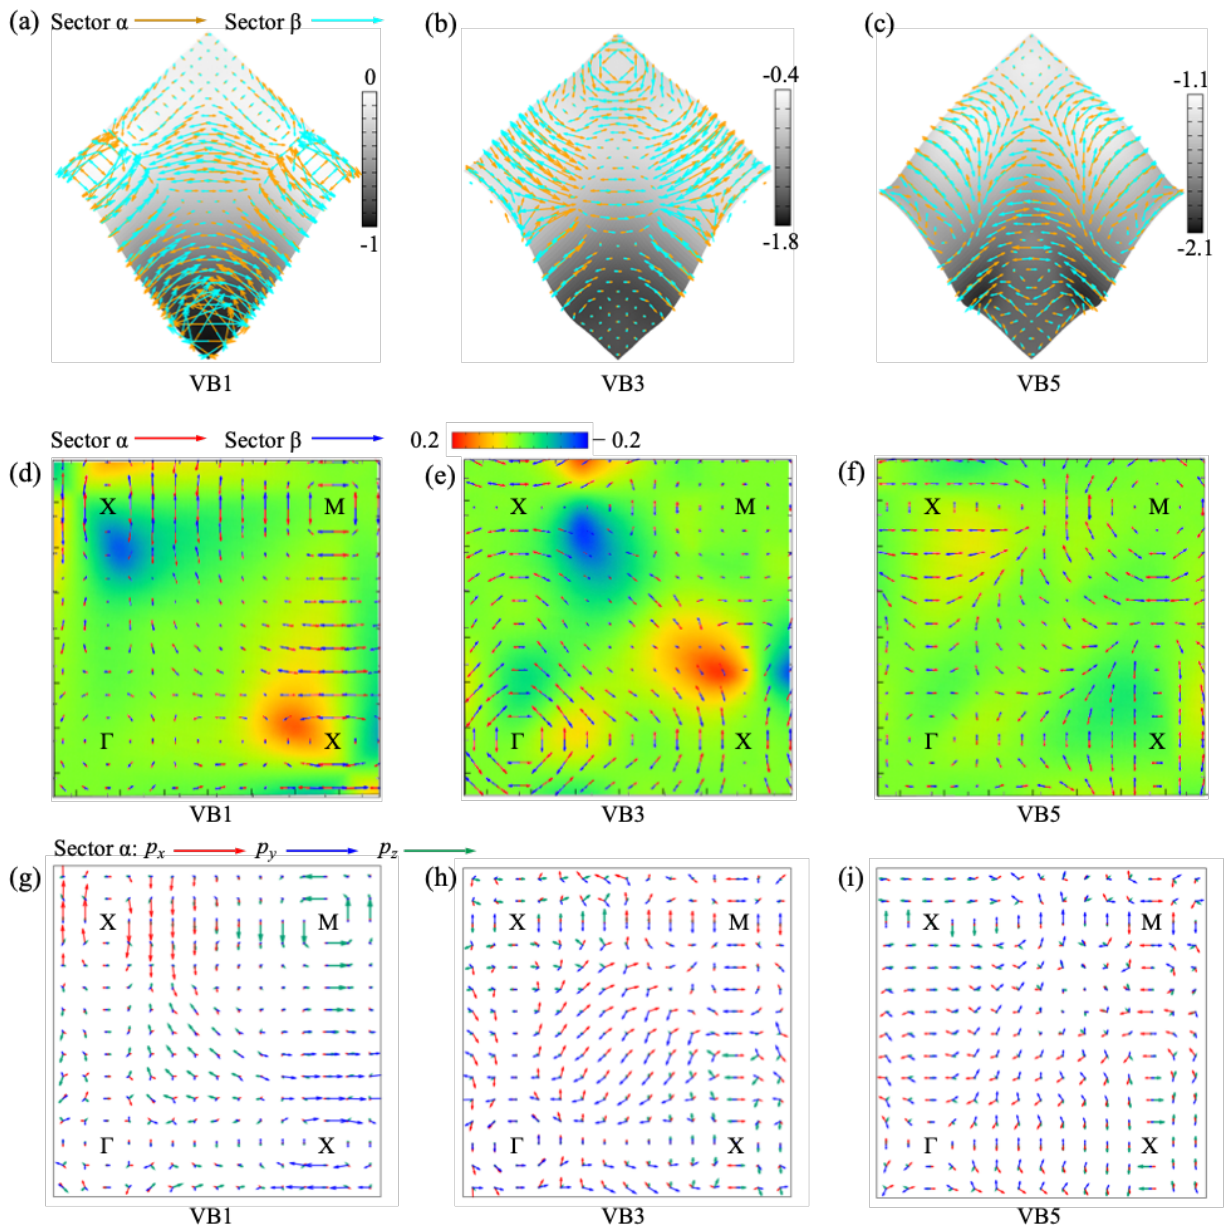 (a) Sector α Sector β (b) (c)
0 -0.4 -1.1
-1 -1.8 -2.1
VB1 VB3 VB5
Sector α Sector β 0.2 - 0.2
(d) (e) (f)
X M X M X M
Γ X Γ X Γ X
VB1 VB3 VB5
Sector α: px py pz
(g) (h) (i)
X M X M X M
Γ X Γ X Γ X
VB1 VB3 VB5